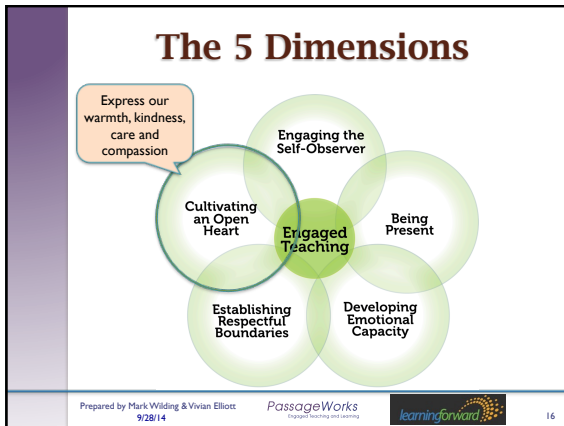 The 5 Dimensions
Express our
warmth, kindness,
care and
compassion
Engaging the
Self-Observer
Cultivating
an Open
Heart
Engaged
Teaching
Being
Present
Establishing
Respectful
Boundaries
Developing
Emotional
Capacity
Prepared by Mark Wilding & Vivian Elliott
9/28/14
PassageWorks
Engaged Teaching and Learning
learningforward
16